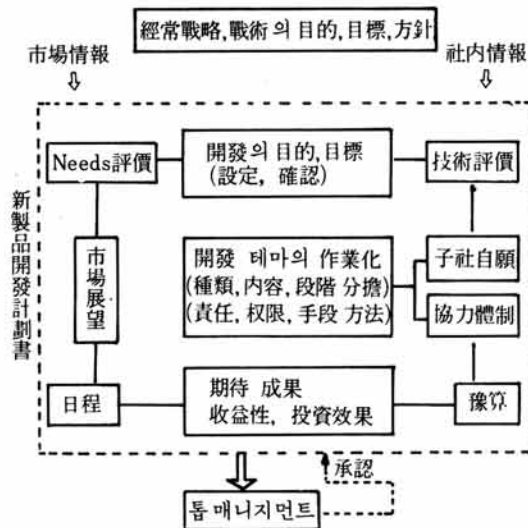 經常戰略,戰術의 目的,目標,方針
市場情報
社内情報
Needs評價
開發의 目的,目標
(設定, 確認)
技術評價
新製品開發計劃書
市場展望
開發 테마의 作業化
(種類,内容,段階 分擔)
(責任,权限,手段 方法)
子社自願
協力體制
日程
期待 成果
收益性, 投資效果
豫算
承認
톱 매니지먼트